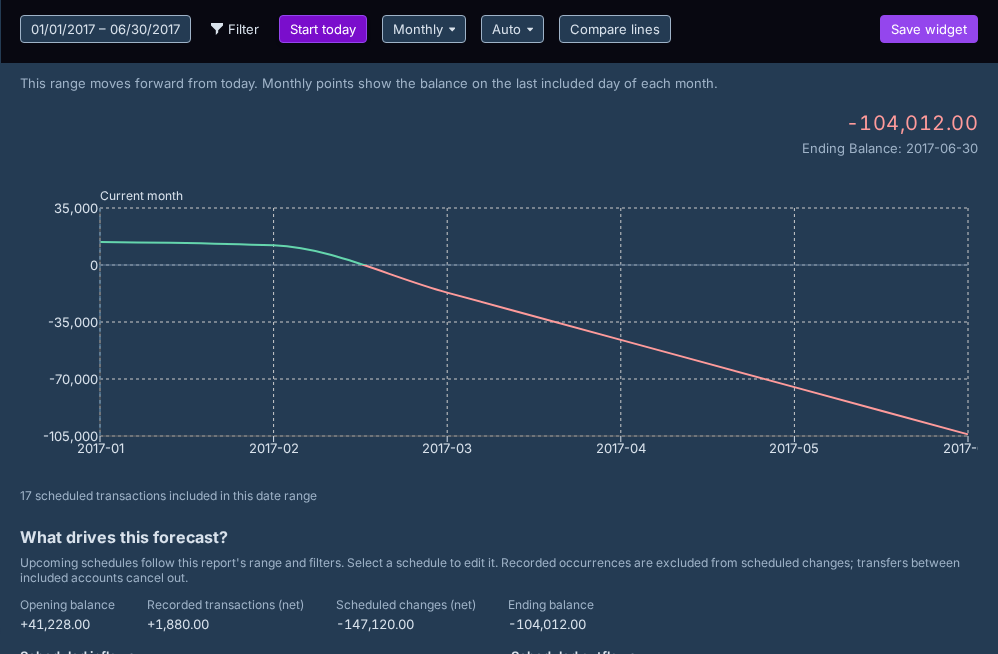 01/01/2017 – 06/30/2017 Filter Start today Monthly Auto Compare lines Save widget
This range moves forward from today. Monthly points show the balance on the last included day of each month.
-104,012.00
Ending Balance: 2017-06-30
Current month
35,000
0
-35,000
-70,000
-105,000
2017-01 2017-02 2017-03 2017-04 2017-05 2017-
17 scheduled transactions included in this date range
What drives this forecast?
Upcoming schedules follow this report's range and filters. Select a schedule to edit it. Recorded occurrences are excluded from scheduled changes; transfers between
included accounts cancel out.
Opening balance Recorded transactions (net) Scheduled changes (net) Ending balance
+41,228.00 +1,880.00 -147,120.00 -104,012.00